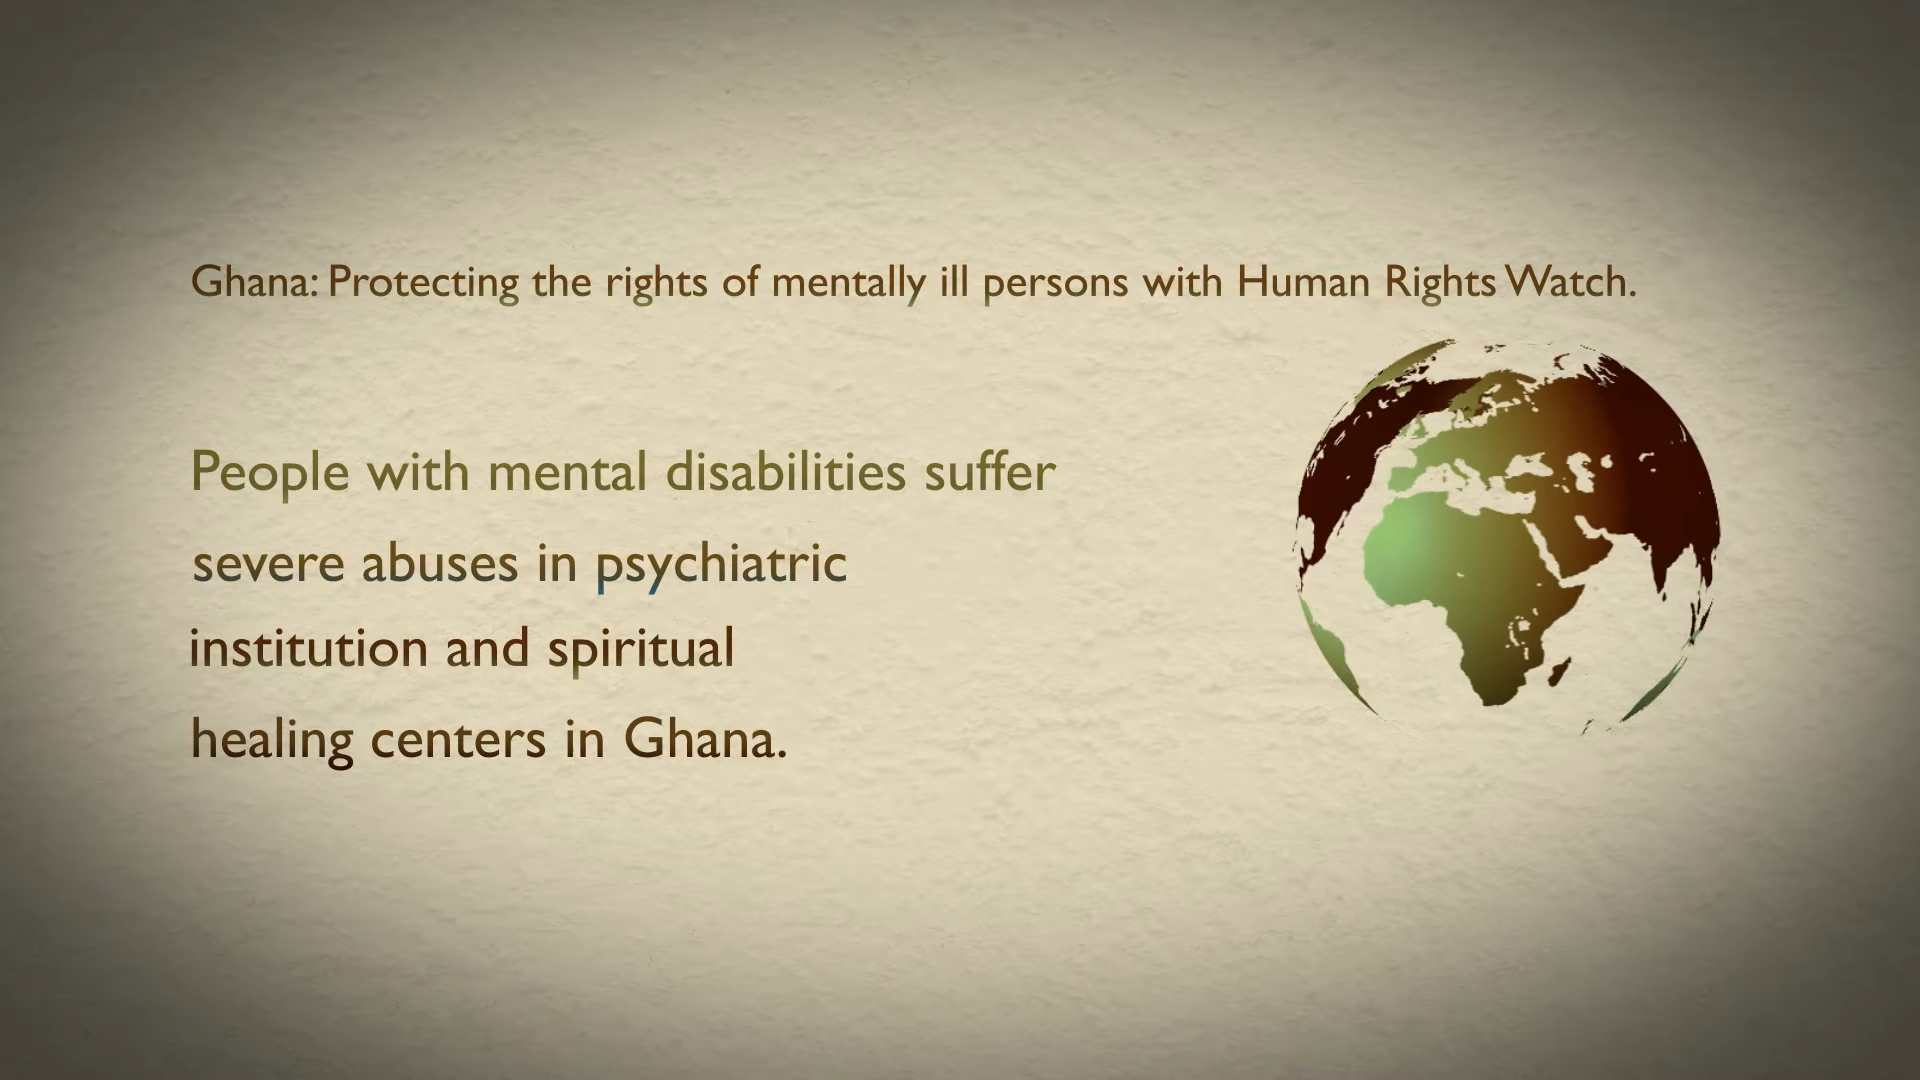 Ghana: Protecting the rights of mentally ill persons with Human Rights Watch.
People with mental disabilities suffer
severe abuses in psychiatric
institution and spiritual
healing centers in Ghana.